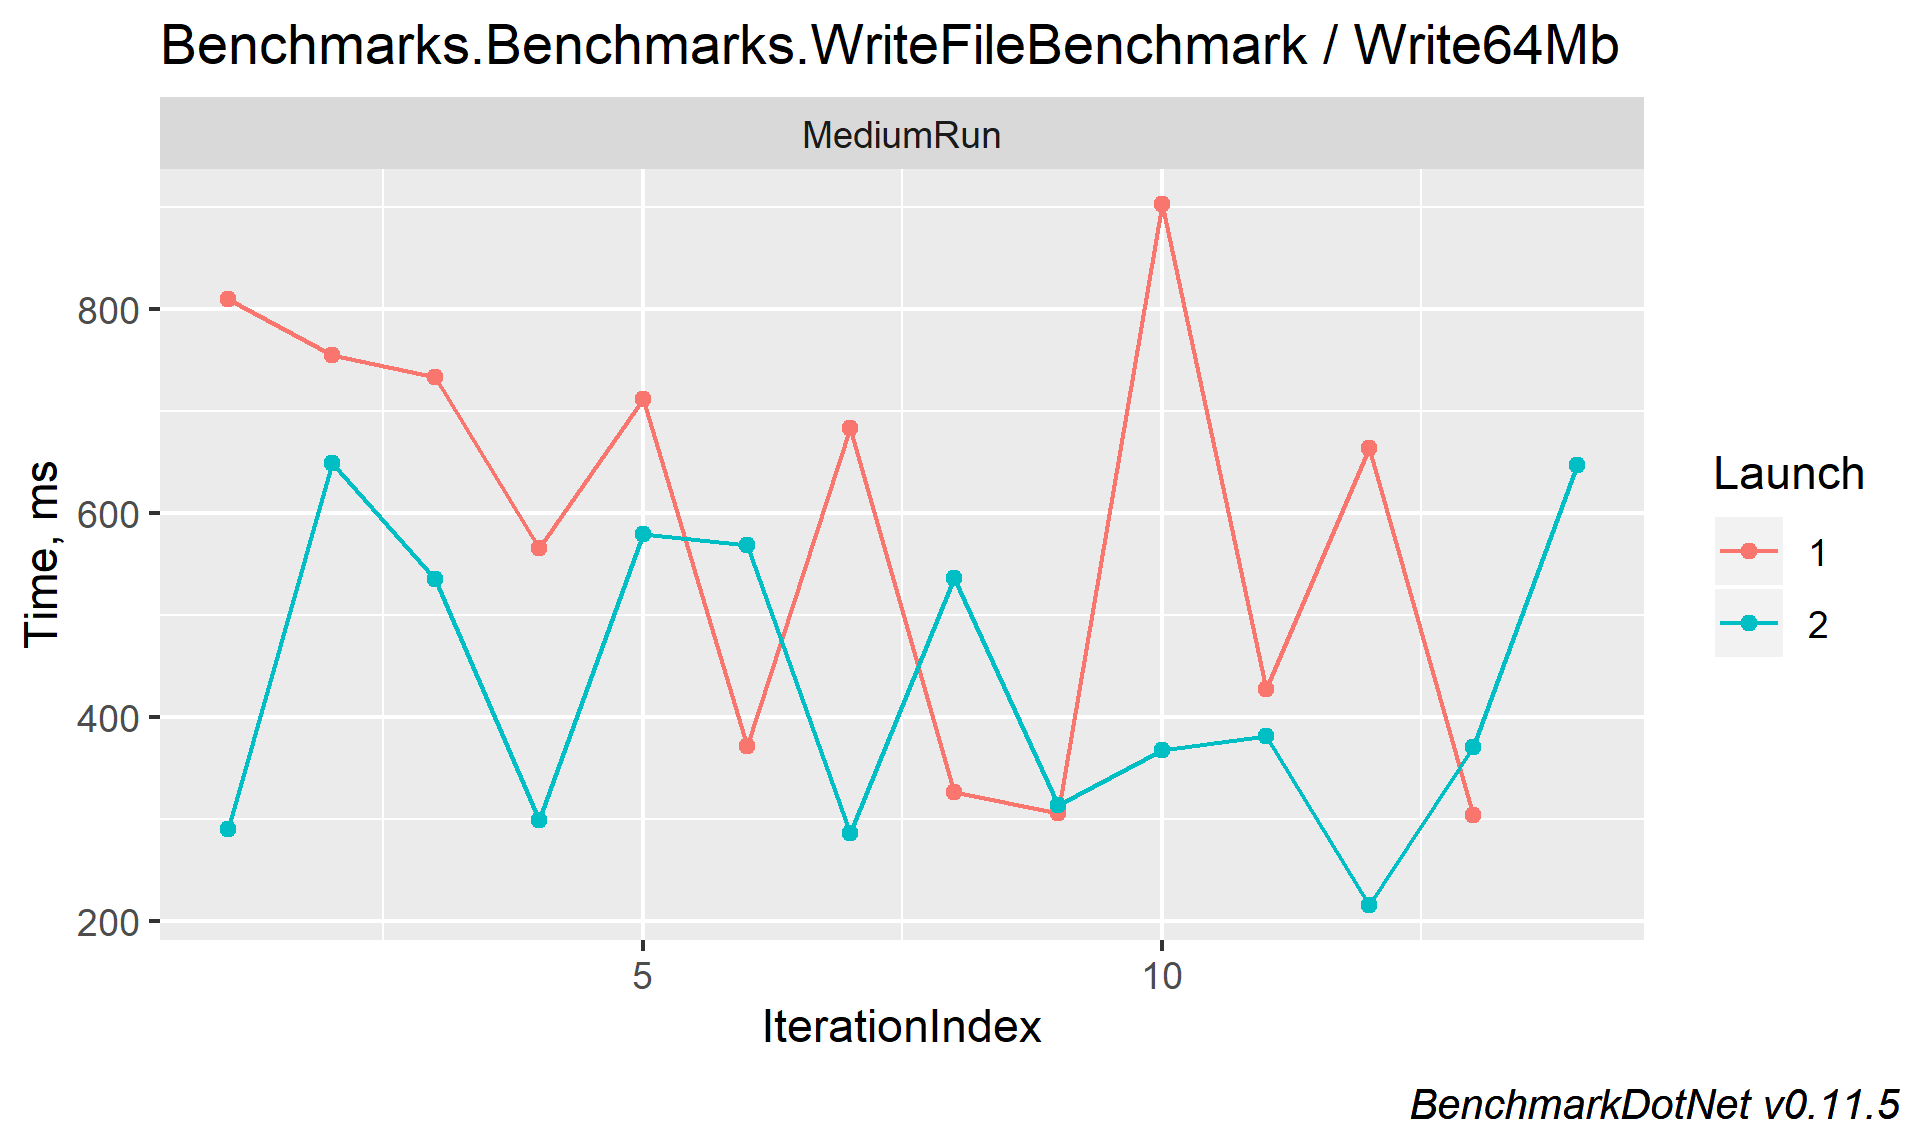 Benchmarks.Benchmarks.WriteFileBenchmark / Write64Mb
MediumRun
Time, ms
800
600
400
200
5
10
IterationIndex
Launch
1
2
BenchmarkDotNet v0.11.5